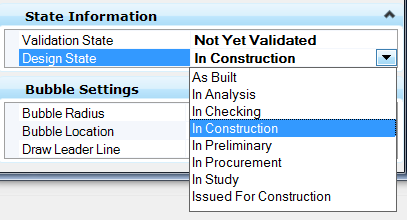 State Information
Validation State Not Yet Validated
Design State In Construction
As Built
In Analysis
Bubble Settings
In Checking
Bubble Radius
In Construction
Bubble Location
In Preliminary
Draw Leader Line
In Procurement
In Study
Issued For Construction